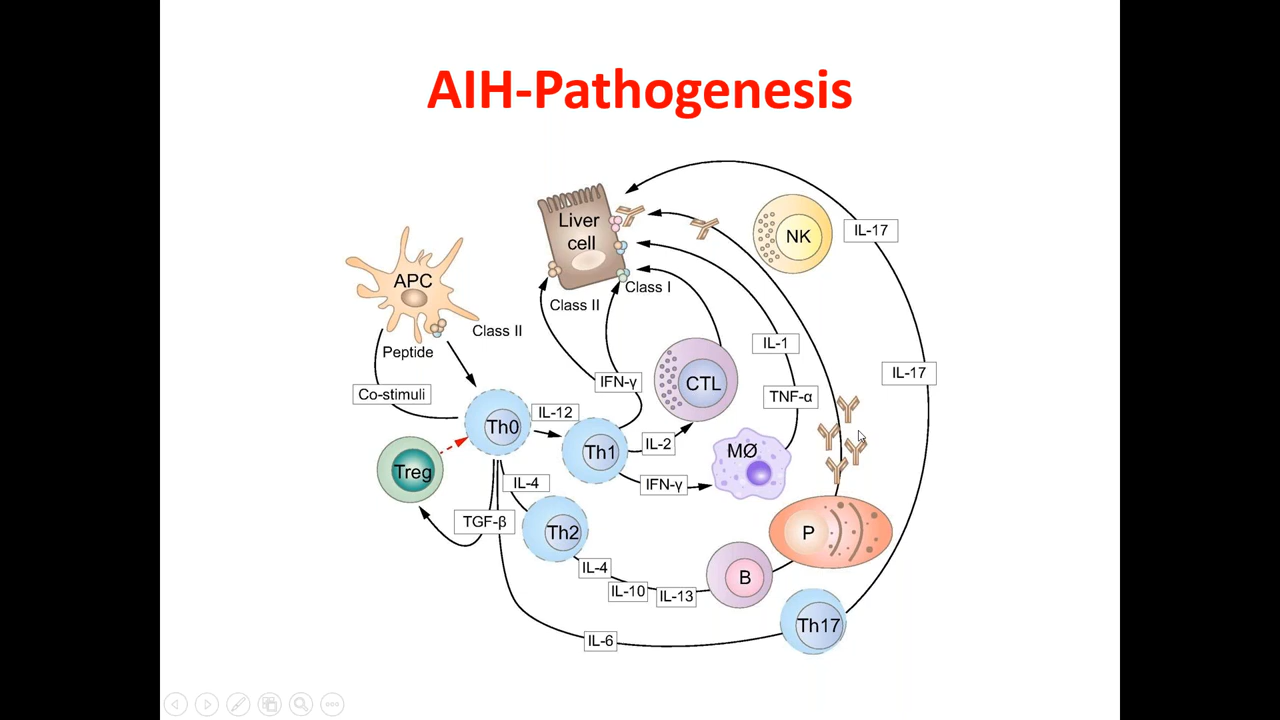 AIH-Pathogenesis
Liver
cell
NK
IL-17
APC
Class I
Class II
Class II
Peptide
IL-1
IL-17
Co-stimuli
IFN-γ
CTL
TNF-α
IL-12
Th0
Th1
IL-2
MØ
Treg
IL-4
IFN-γ
TGF-β
Th2
P
IL-4
IL-10
IL-13
B
Th17
IL-6